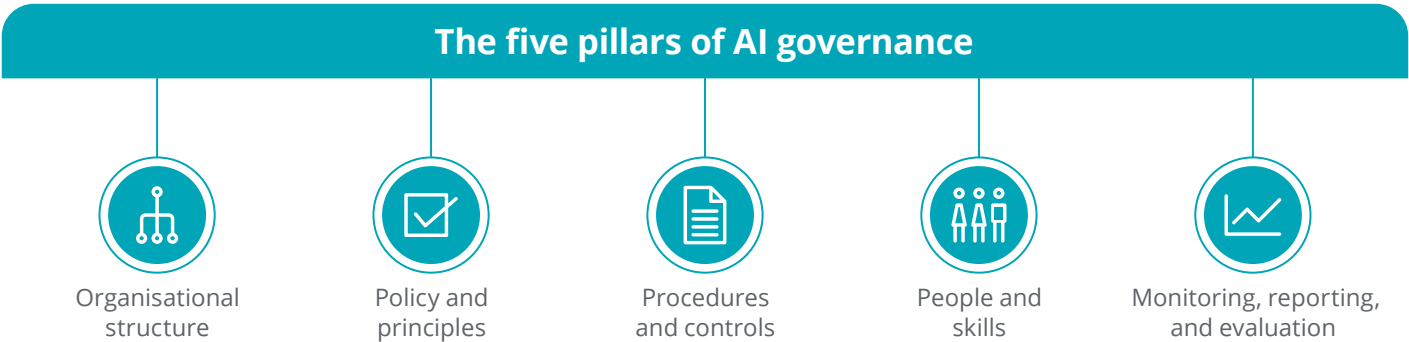 The five pillars of AI governance
Organisational
structure
Policy and
principles
Procedures
and controls
People and
skills
Monitoring, reporting,
and evaluation